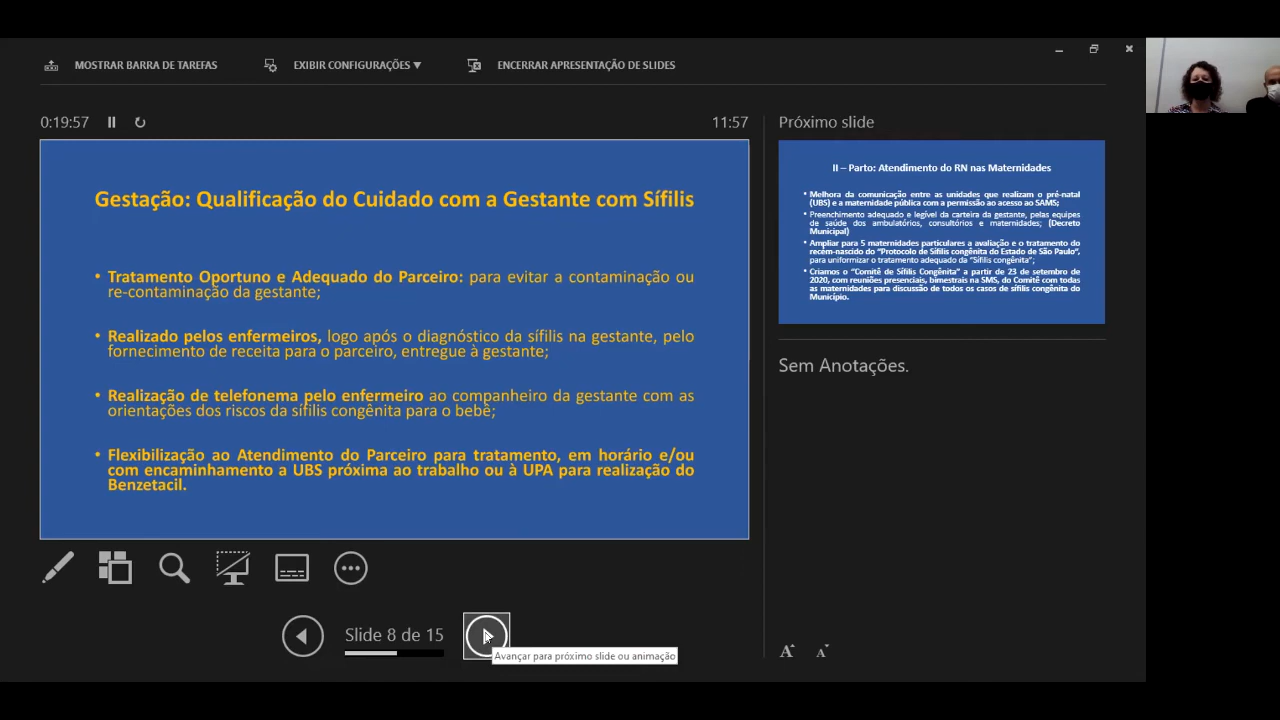 MOSTRAR BARRA DE TAREFAS
EXIBIR CONFIGURAÇÕES ▼
ENCERRAR APRESENTAÇÃO DE SLIDES
0:19:57
11:57
Gestação: Qualificação do Cuidado com a Gestante com Sífilis
• Tratamento Oportuno e Adequado do Parceiro: para evitar a contaminação ou
re-contaminação da gestante;
• Realizado pelos enfermeiros, logo após o diagnóstico da sífilis na gestante, pelo
fornecimento de receita para o parceiro, entregue à gestante;
• Realização de telefonema pelo enfermeiro ao companheiro da gestante com as
orientações dos riscos da sífilis congênita para o bebê;
• Flexibilização ao Atendimento do Parceiro para tratamento, em horário e/ou
com encaminhamento a UBS próxima ao trabalho ou à UPA para realização do
Benzetacil.
Slide 8 de 15
Avançar para próximo slide ou animação
Próximo slide
II – Parto: Atendimento do RN nas Maternidades
• Melhora da comunicação entre as unidades que realizam o pré-natal
(UBS) e a maternidade pública com a permissão ao acesso ao SAMS;
• Preenchimento adequado e legível da carteira da gestante, pelas equipes
de saúde dos ambulatórios, consultórios e maternidades; (Decreto
Municipal)
• Ampliar para 5 maternidades particulares a avaliação e o tratamento do
recém-nascido do "Protocolo de Sífilis congênita do Estado de São Paulo",
para uniformizar o tratamento adequado da "Sífilis congênita";
• Criamos o "Comitê de Sífilis Congênita" a partir de 23 de setembro de
2020, com reuniões presenciais, bimestrais na SMS, do Comitê com todas
as maternidades para discussão de todos os casos de sífilis congênita do
Município.
Sem Anotações.
A A